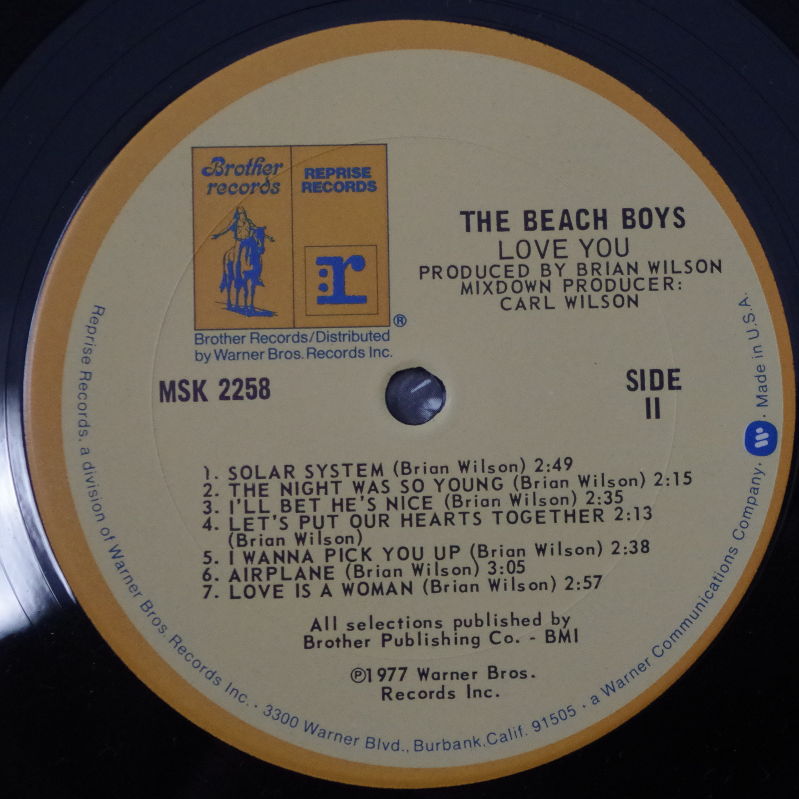 Brother
records
REPRISE
RECORDS
r
®
Brother Records/Distributed
by Warner Bros. Records Inc.
THE BEACH BOYS
LOVE YOU
PRODUCED BY BRIAN WILSON
MIXDOWN PRODUCER:
CARL WILSON
MSK 2258
SIDE
II
1. SOLAR SYSTEM (Brian Wilson) 2:49
2. THE NIGHT WAS SO YOUNG (Brian Wilson) 2:15
3. I'LL BET HE'S NICE (Brian Wilson) 2:35
4. LET'S PUT OUR HEARTS TOGETHER 2:13
(Brian Wilson)
5. I WANNA PICK YOU UP (Brian Wilson) 2:38
6. AIRPLANE (Brian Wilson) 3:05
7. LOVE IS A WOMAN (Brian Wilson) 2:57
All selections published by
Brother Publishing Co. - BMI
℗1977 Warner Bros.
Records Inc.
Reprise Records, a division of Warner Bros. Records Inc. · 3300 Warner Blvd., Burbank, Calif. 91505 · a Warner Communications Company. · Made in U.S.A.